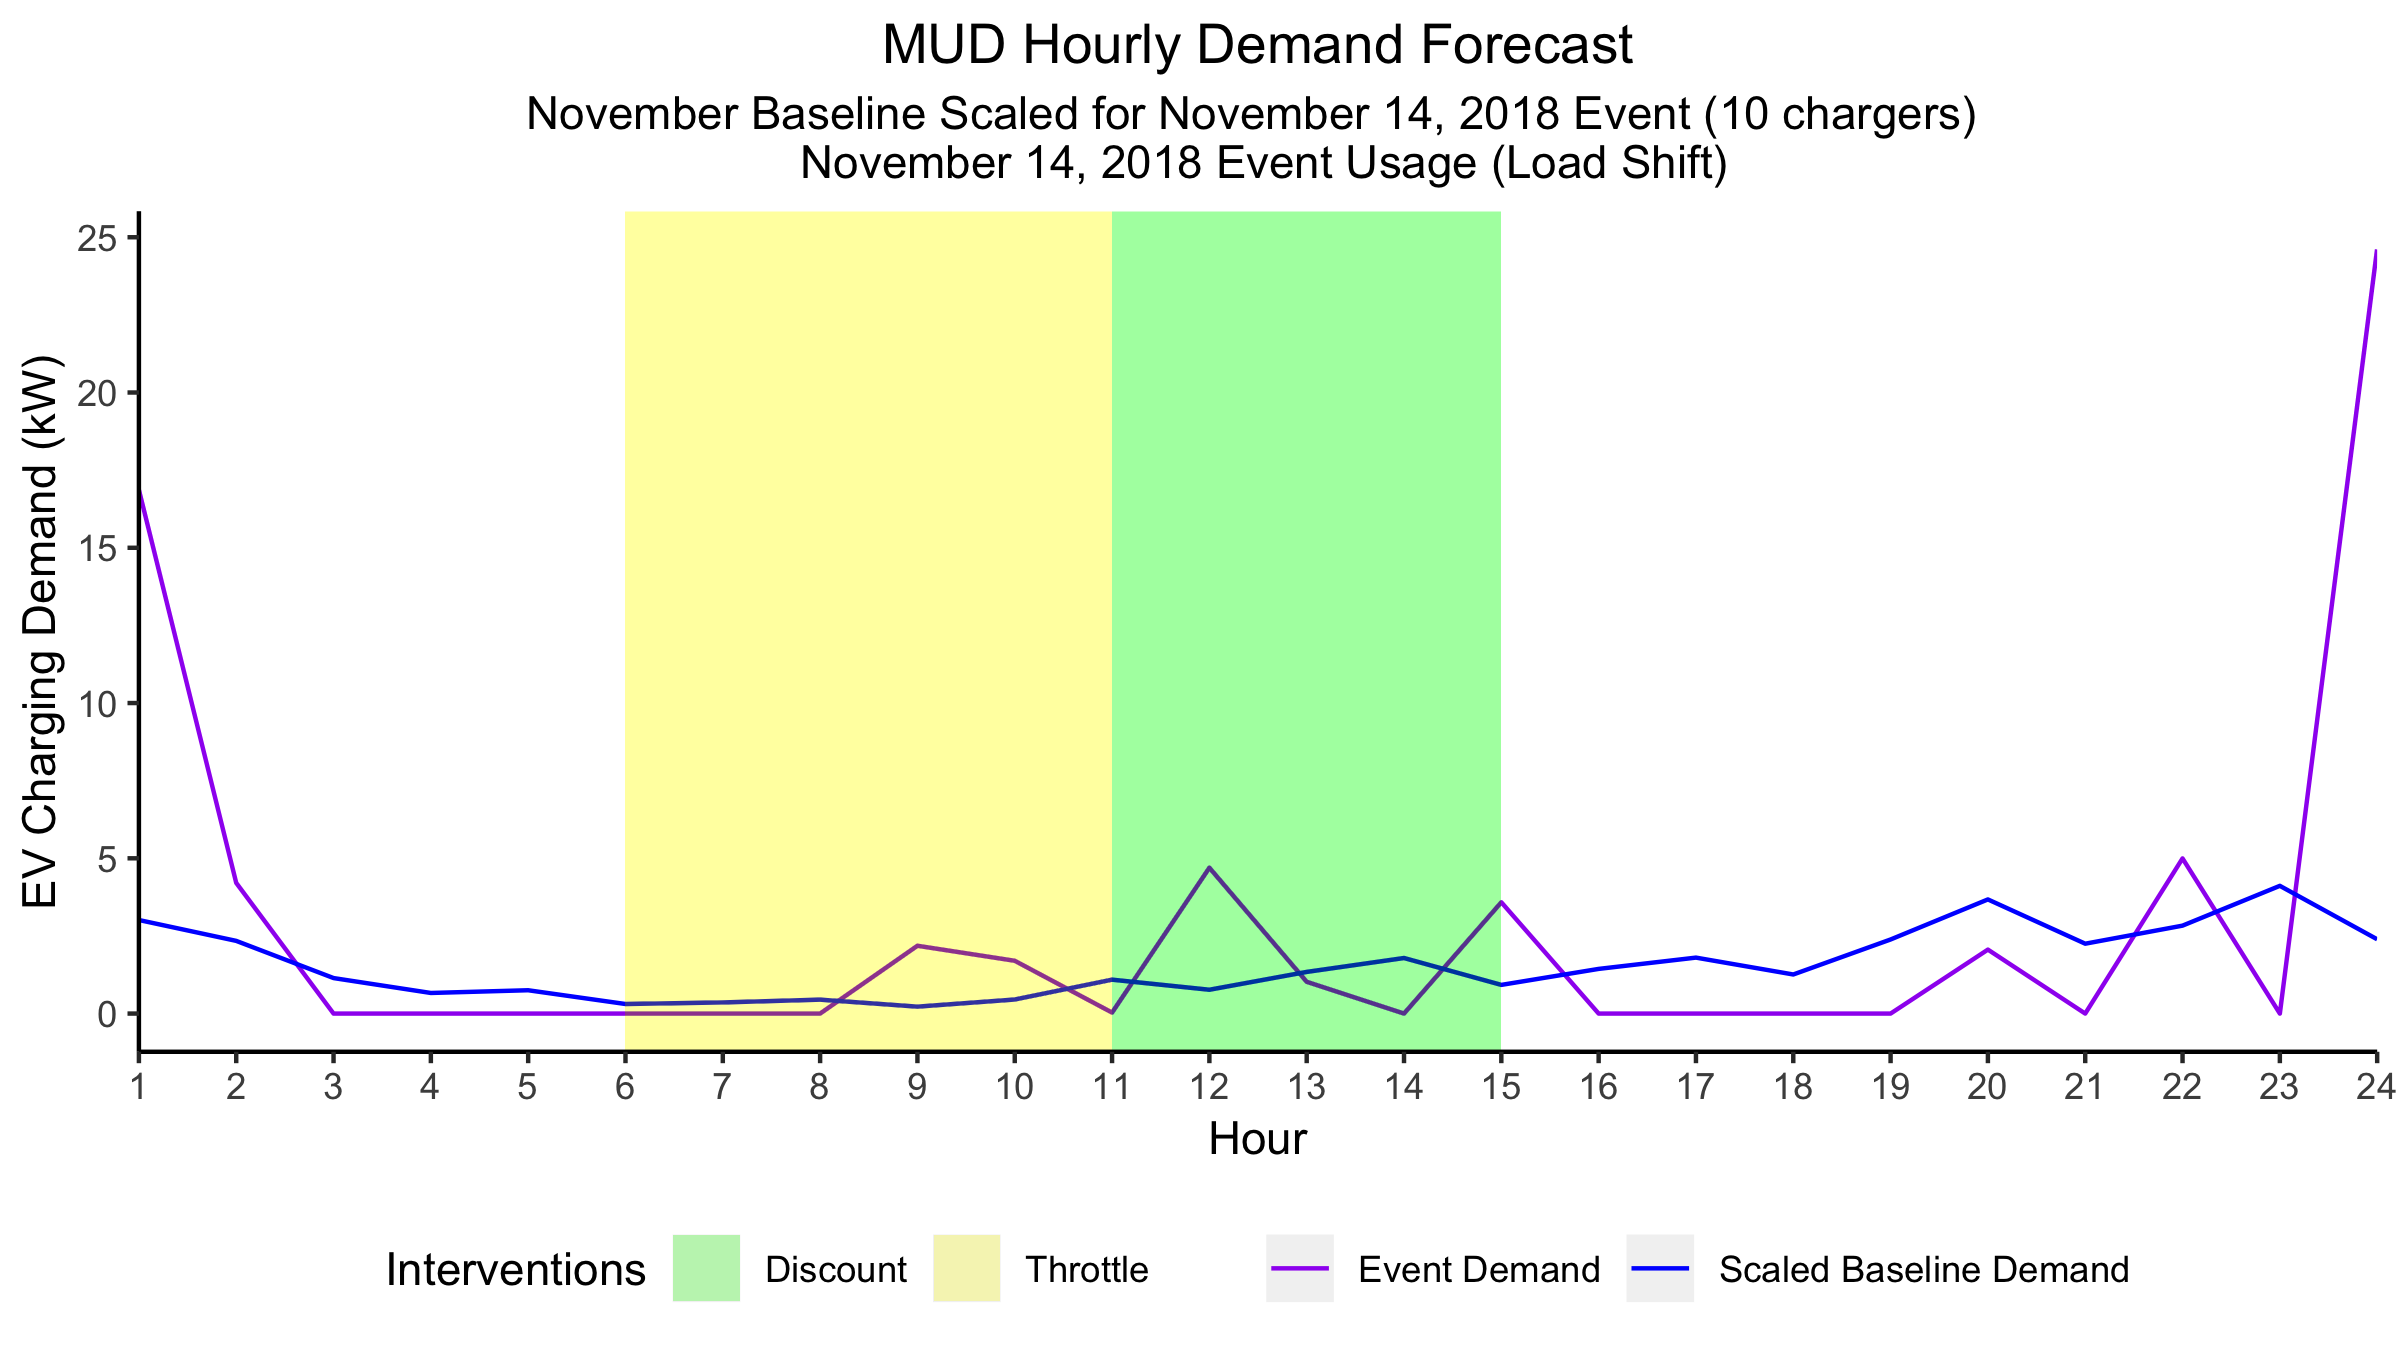 MUD Hourly Demand Forecast
November Baseline Scaled for November 14, 2018 Event (10 chargers)
November 14, 2018 Event Usage (Load Shift)
EV Charging Demand (kW)
25
20
15
10
5
0
1 2 3 4 5 6 7 8 9 10 11 12 13 14 15 16 17 18 19 20 21 22 23 24
Hour
Interventions Discount Throttle Event Demand Scaled Baseline Demand